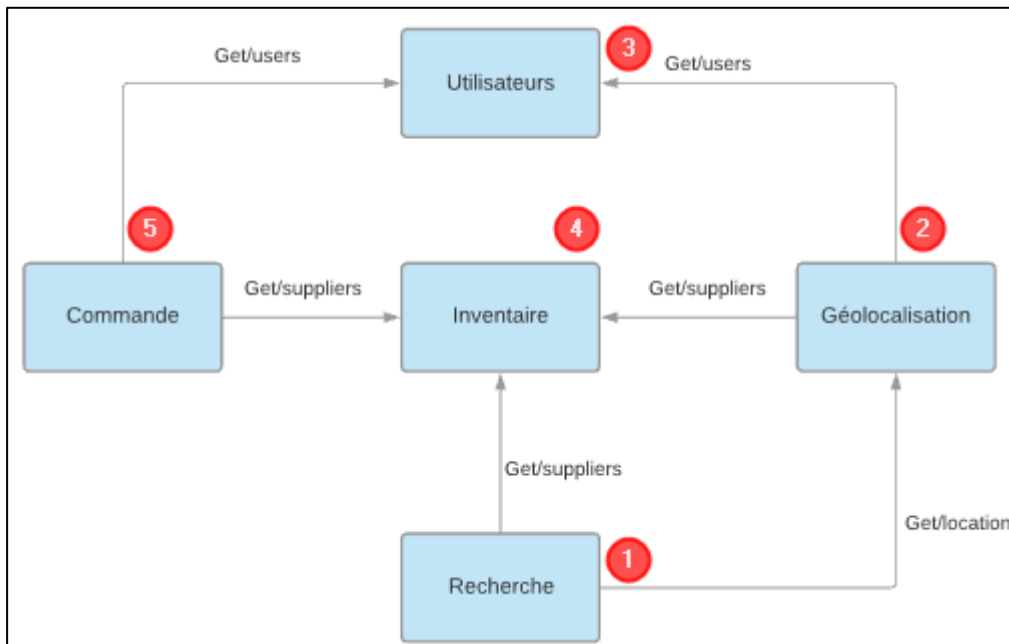 3
Get/users
Get/users
Utilisateurs
5
4
2
Get/suppliers
Get/suppliers
Commande
Inventaire
Géolocalisation
Get/suppliers
Get/location
1
Recherche